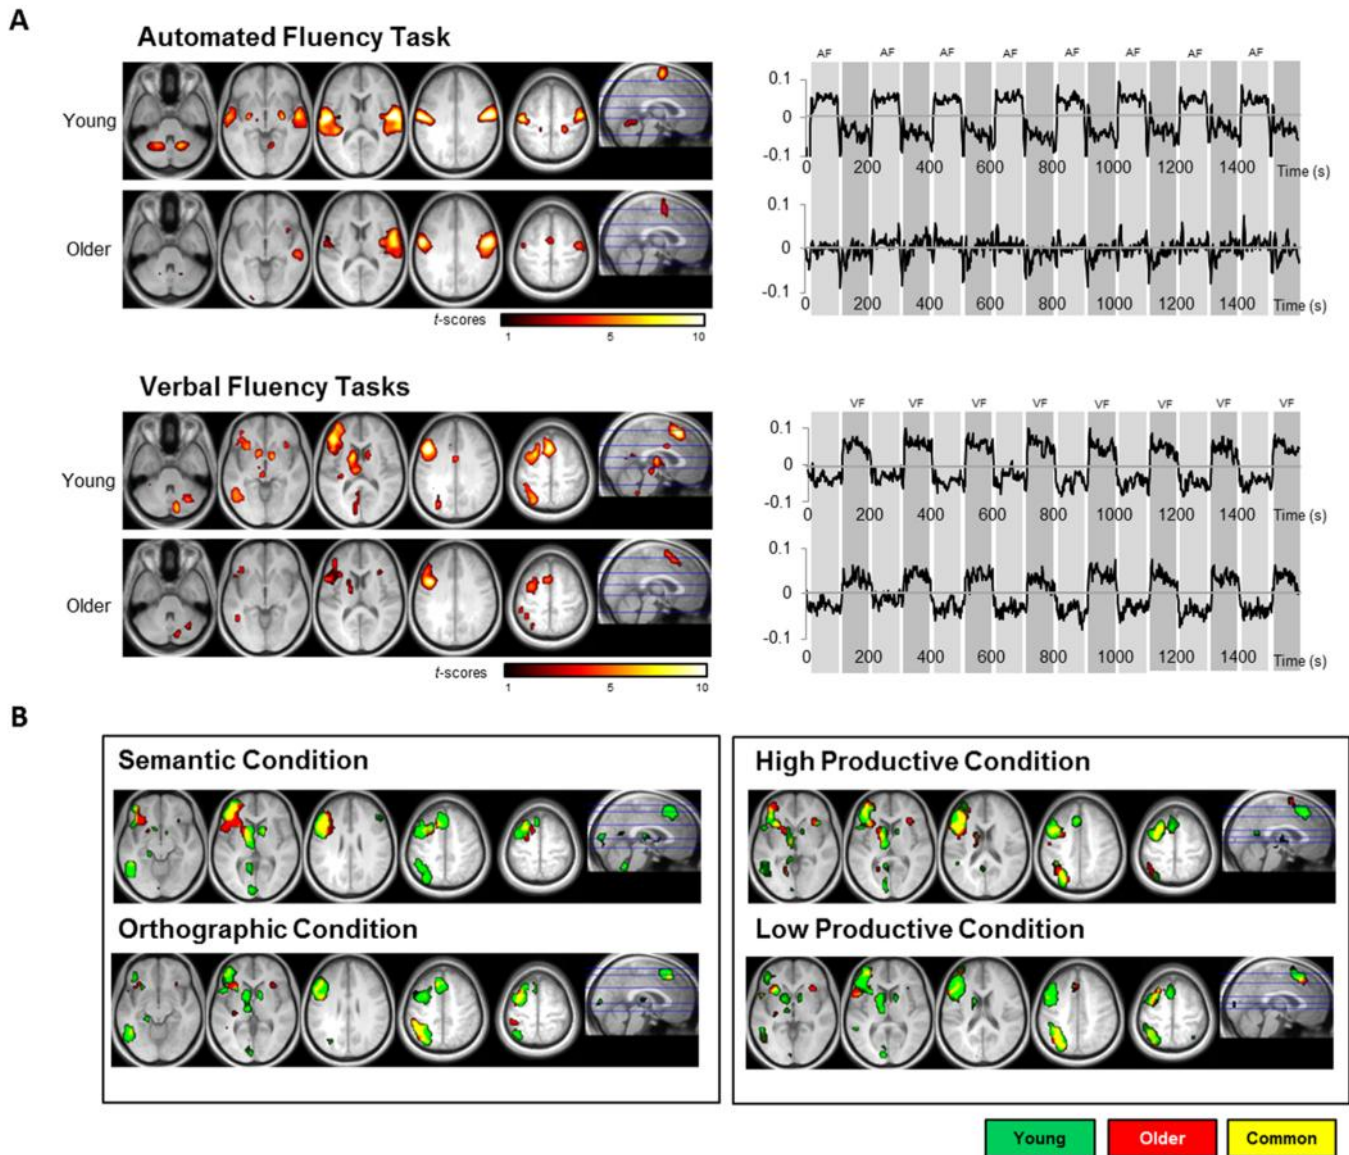 A
Automated Fluency Task
Young
Older
t-scores
1 5 10
AF AF AF AF AF AF AF AF
0.1
0
-0.1
0 200 400 600 800 1000 1200 1400 Time (s)
0.1
0
-0.1
0 200 400 600 800 1000 1200 1400 Time (s)
Verbal Fluency Tasks
Young
Older
t-scores
1 5 10
VF VF VF VF VF VF VF VF
0.1
0
-0.1
0 200 400 600 800 1000 1200 1400 Time (s)
0.1
0
-0.1
0 200 400 600 800 1000 1200 1400 Time (s)
B
Semantic Condition
Orthographic Condition
High Productive Condition
Low Productive Condition
Young Older Common